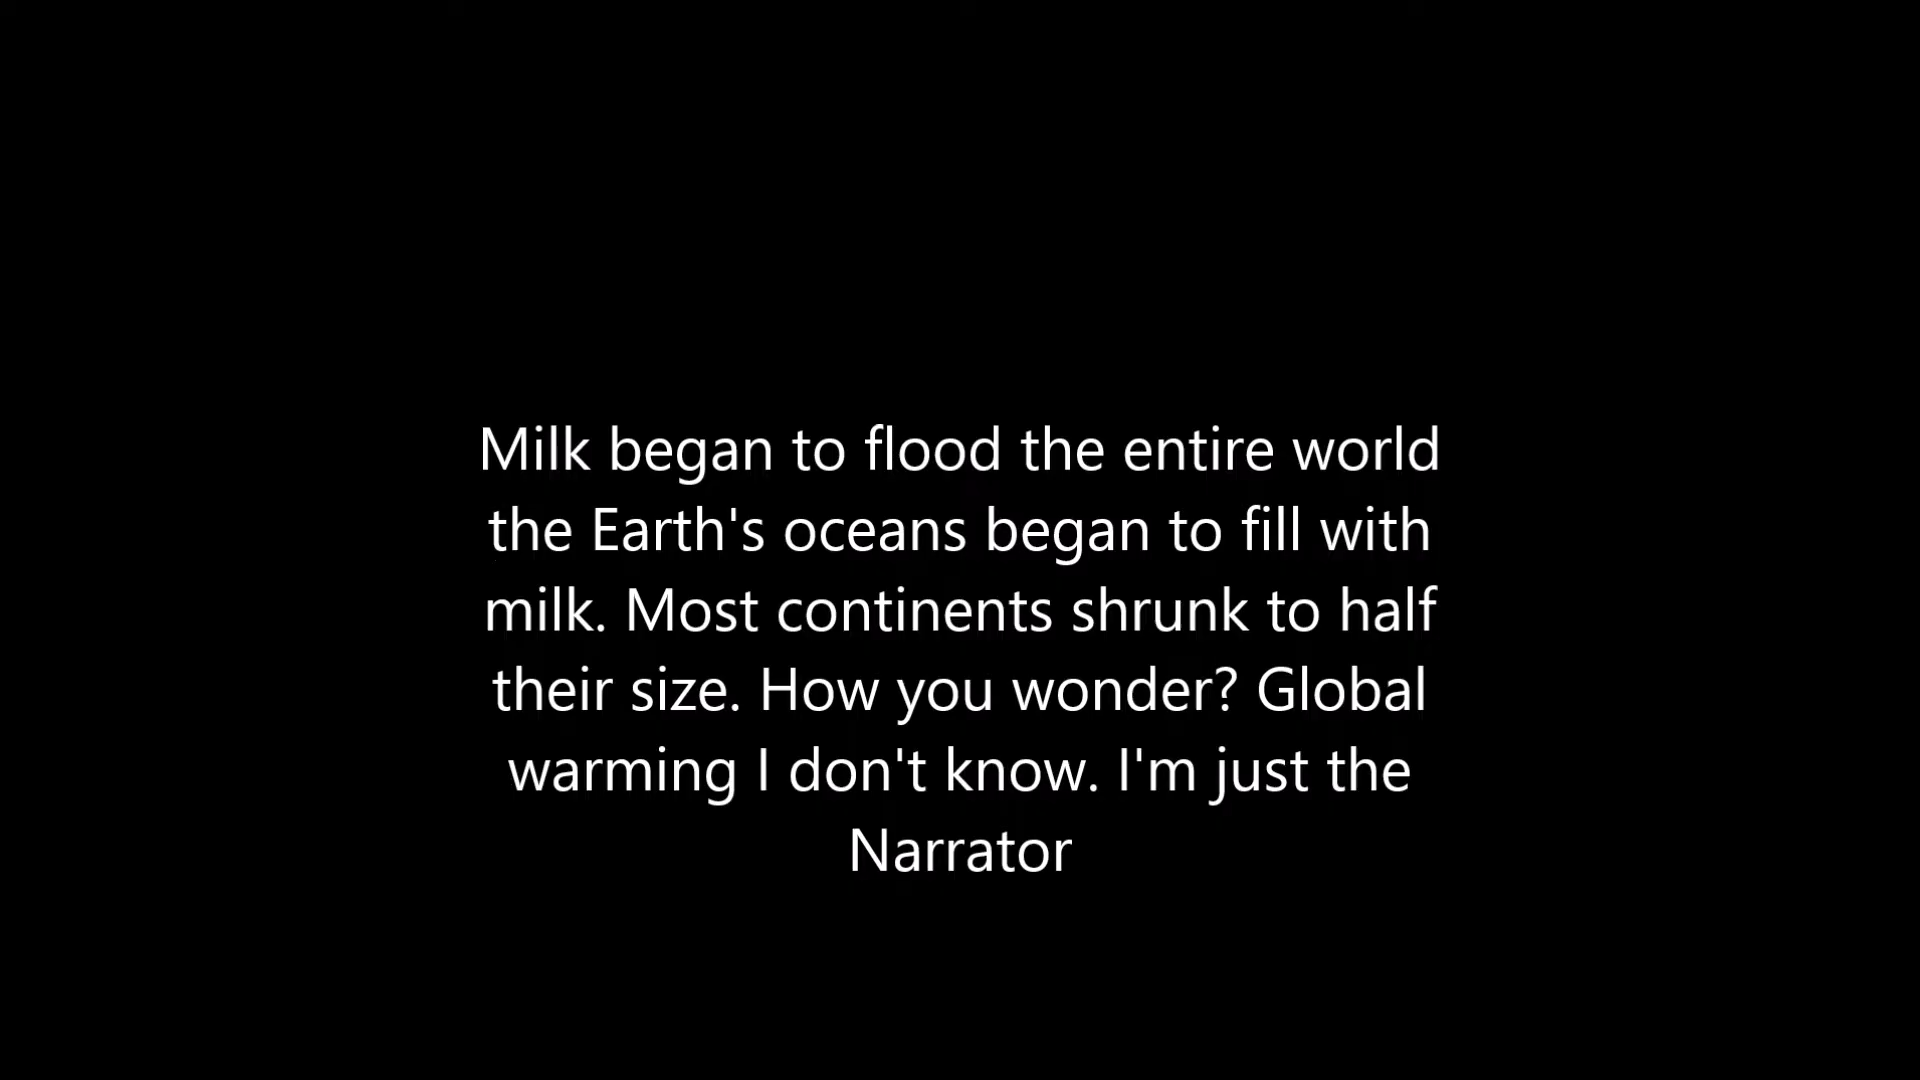 Milk began to flood the entire world
the Earth's oceans began to fill with
milk. Most continents shrunk to half
their size. How you wonder? Global
warming I don't know. I'm just the
Narrator